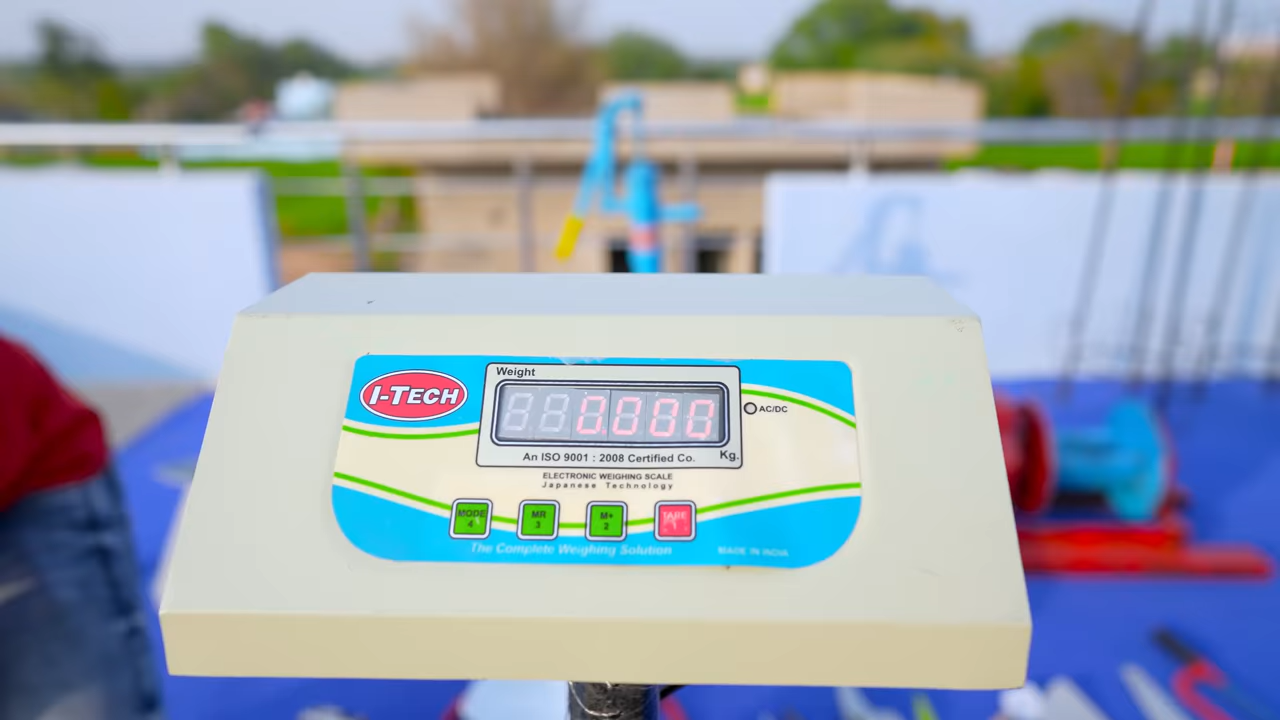 Weight
I-TECH
0.000
AC/DC
An ISO 9001 : 2008 Certified Co.
Kg.
ELECTRONIC WEIGHING SCALE
Japanese Technology
MODE
4
MR
3
M+
2
TARE
1
The Complete Weighing Solution
MADE IN INDIA